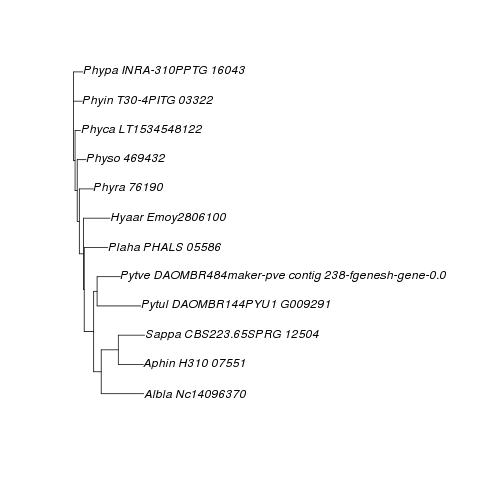 Phypa INRA-310PPTG 16043
Phyin T30-4PITG 03322
Phyca LT1534548122
Physo 469432
Phyra 76190
Hyaar Emoy2806100
Plaha PHALS 05586
Pytve DAOMBR484maker-pve contig 238-fgenesh-gene-0.0
Pytul DAOMBR144PYU1 G009291
Sappa CBS223.65SPRG 12504
Aphin H310 07551
Albla Nc14096370